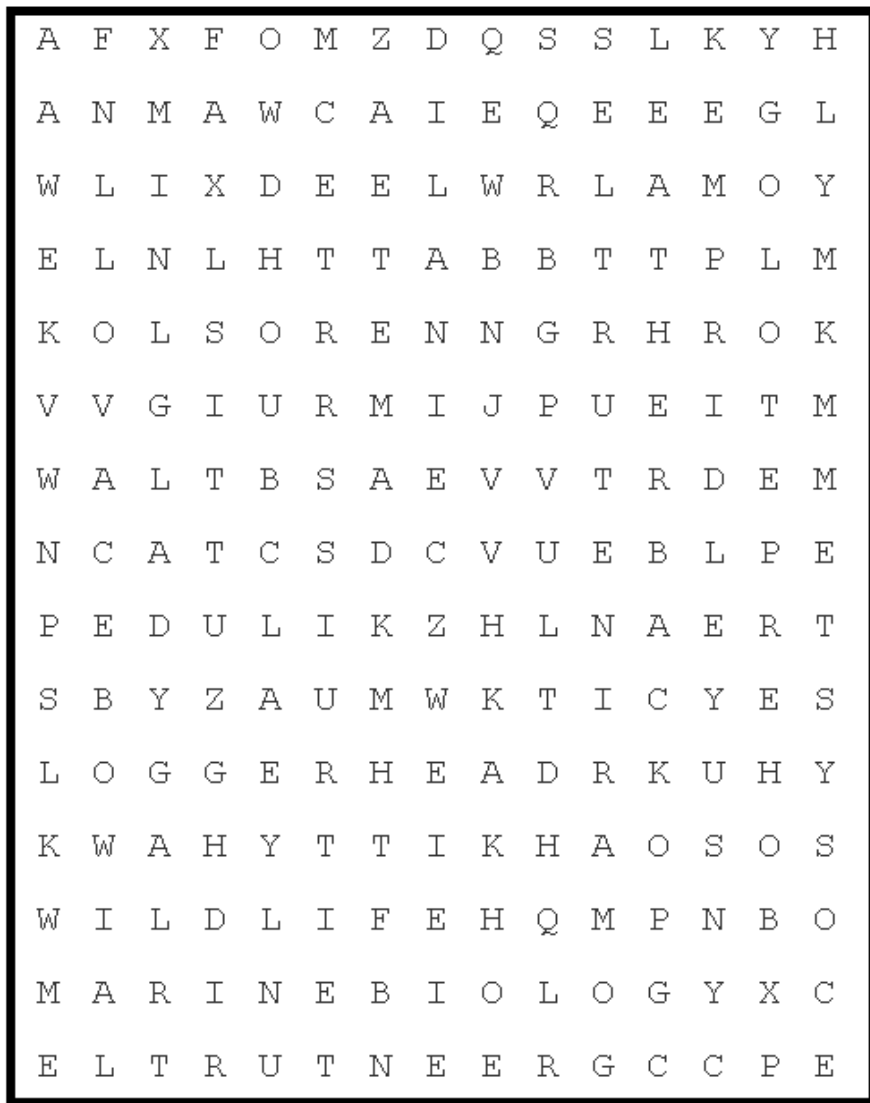 A F X F O M Z D Q S S L K Y H
A N M A W C A I E Q E E E G L
W L I X D E E L W R L A M O Y
E L N L H T T A B B T T P L M
K O L S O R E N N G R H R O K
V V G I U R M I J P U E I T M
W A L T B S A E V V T R D E M
N C A T C S D C V U E B L P E
P E D U L I K Z H L N A E R T
S B Y Z A U M W K T I C Y E S
L O G G E R H E A D R K U H Y
K W A H Y T T I K H A O S O S
W I L D L I F E H Q M P N B O
M A R I N E B I O L O G Y X C
E L T R U T N E E R G C C P E